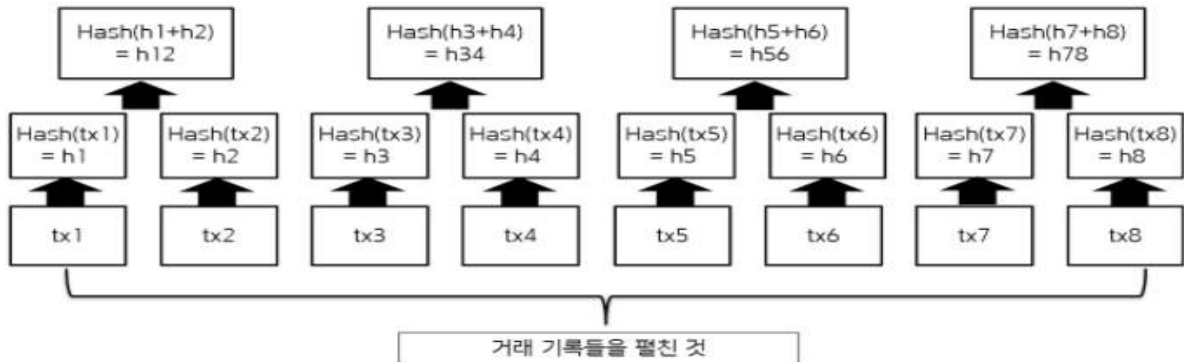 Hash(h1+h2)
= h12
Hash(h3+h4)
= h34
Hash(h5+h6)
= h56
Hash(h7+h8)
= h78
Hash(tx1)
= h1
Hash(tx2)
= h2
Hash(tx3)
= h3
Hash(tx4)
= h4
Hash(tx5)
= h5
Hash(tx6)
= h6
Hash(tx7)
= h7
Hash(tx8)
= h8
tx1
tx2
tx3
tx4
tx5
tx6
tx7
tx8
거래 기록들을 펼친 것